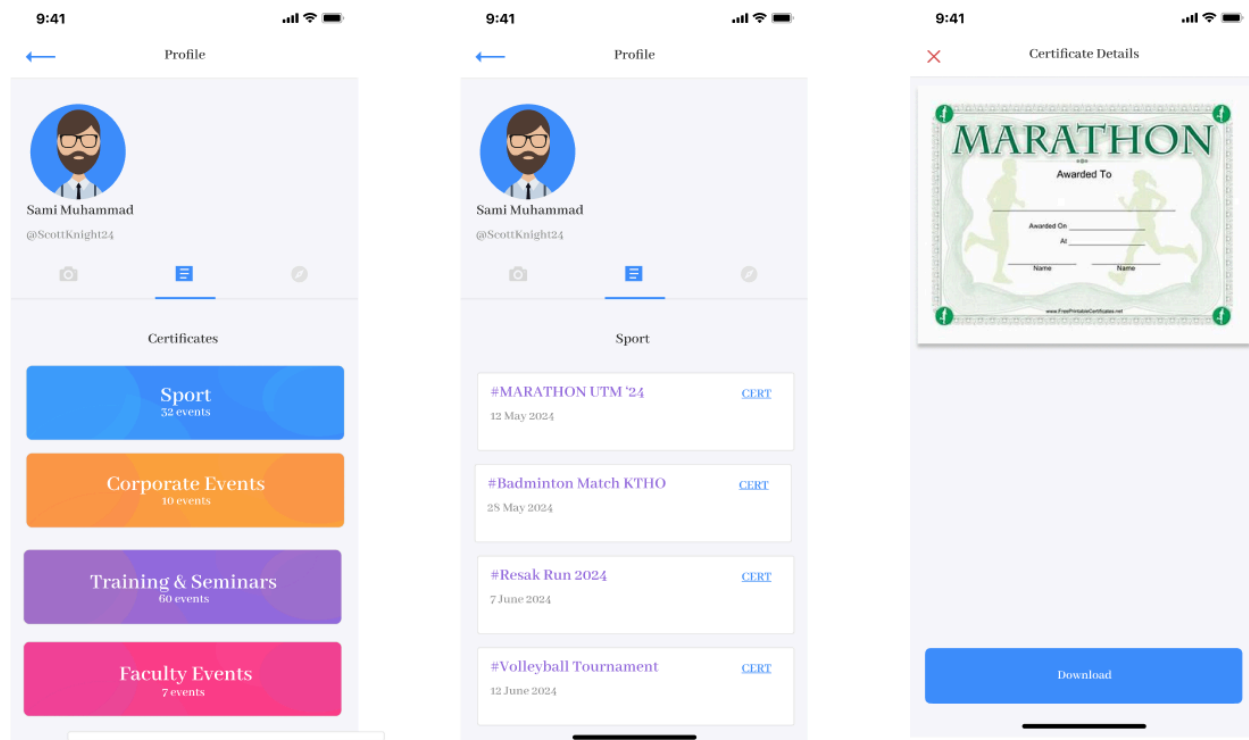 9:41
Profile
Sami Muhammad
@ScottKnight24
Certificates
Sport
32 events
Corporate Events
10 events
Training & Seminars
60 events
Faculty Events
7 events
9:41
Profile
Sami Muhammad
@ScottKnight24
Sport
#MARATHON UTM '24
CERT
12 May 2024
#Badminton Match KTHO
CERT
28 May 2024
#Resak Run 2024
CERT
7 June 2024
#Volleyball Tournament
CERT
12 June 2024
9:41
Certificate Details
MARATHON
Awarded To
Awarded On
At
Name Name
www.FreePrintableCertificates.net
Download